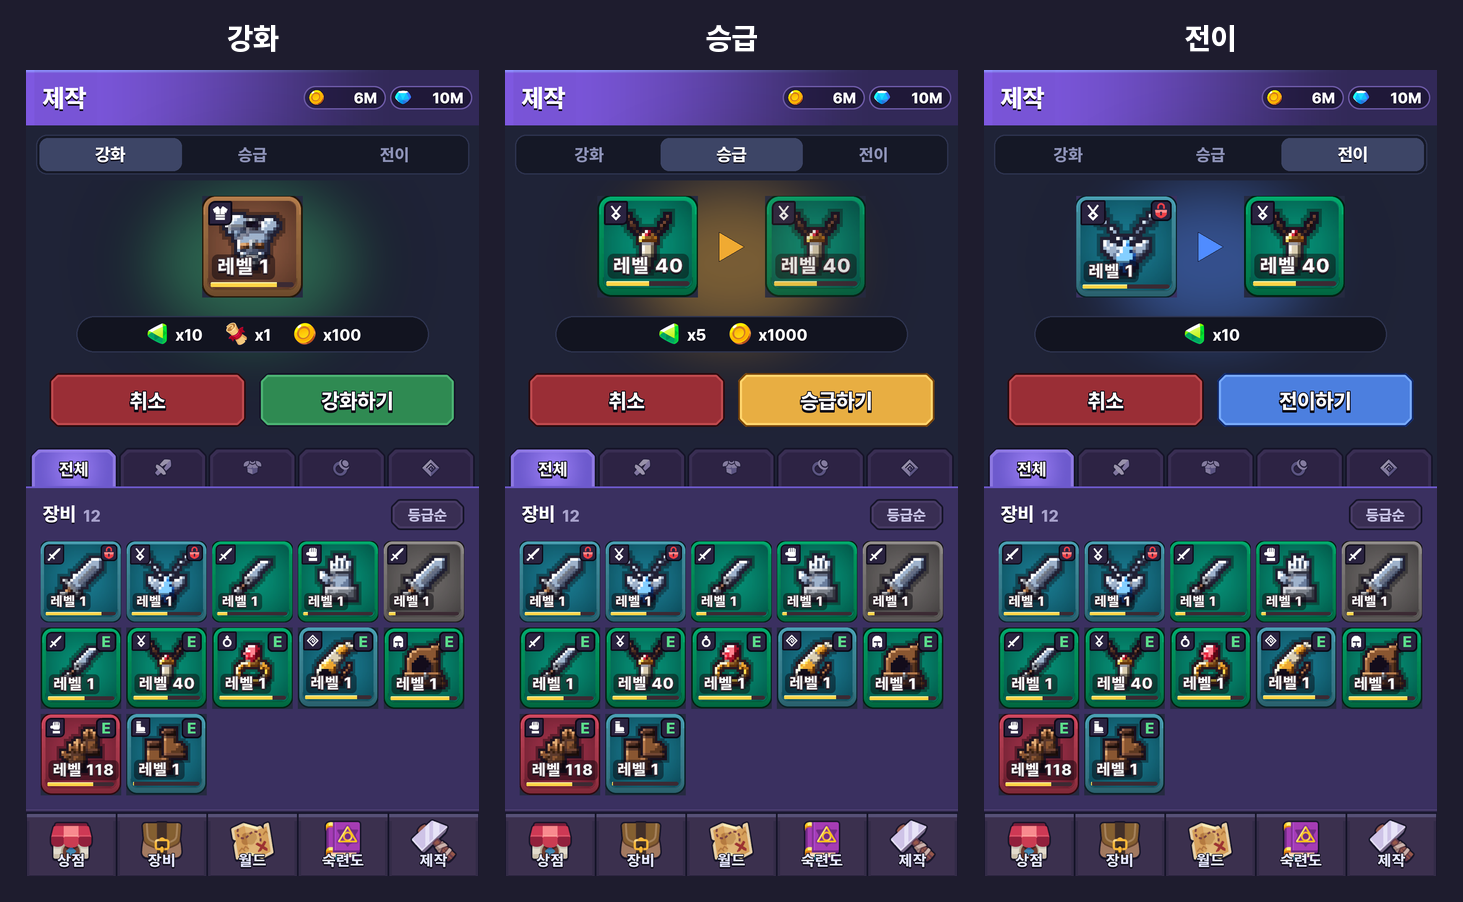 강화
제작
6M
10M
강화 승급 전이
레벨 1
x10 x1 x100
취소 강화하기
전체
장비 12 등급순
레벨 1 레벨 1 레벨 1 레벨 1 레벨 1
E E E E
레벨 1 레벨 40 레벨 1 레벨 1 레벨 1
E E
레벨 118 레벨 1
상점 장비 월드 숙련도 제작
승급
제작
6M
10M
강화 승급 전이
레벨 40 레벨 40
x5 x1000
취소 승급하기
전체
장비 12 등급순
레벨 1 레벨 1 레벨 1 레벨 1 레벨 1
E E E E E
레벨 1 레벨 40 레벨 1 레벨 1 레벨 1
E E
레벨 118 레벨 1
상점 장비 월드 숙련도 제작
전이
제작
6M
10M
강화 승급 전이
레벨 1 레벨 40
x10
취소 전이하기
전체
장비 12 등급순
레벨 1 레벨 1 레벨 1 레벨 1 레벨 1
E E E E E
레벨 1 레벨 40 레벨 1 레벨 1 레벨 1
E E
레벨 118 레벨 1
상점 장비 월드 숙련도 제작